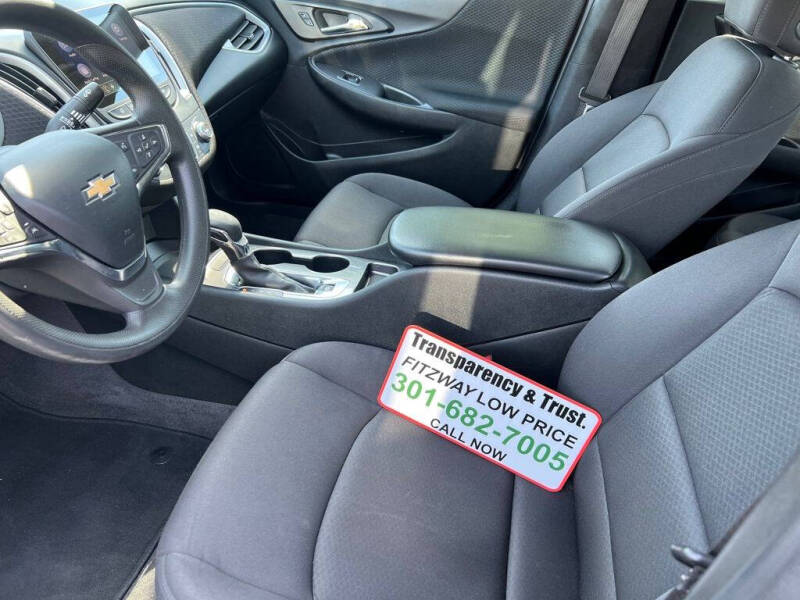 Transparency & Trust.
FITZWAY LOW PRICE
301-682-7005
CALL NOW